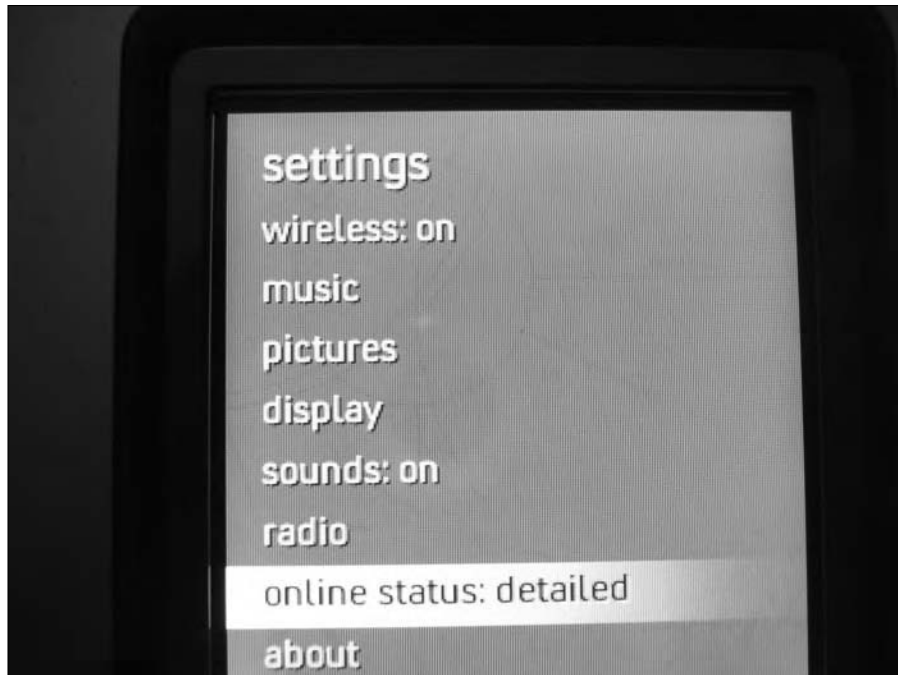 settings
wireless: on
music
pictures
display
sounds: on
radio
online status: detailed
about